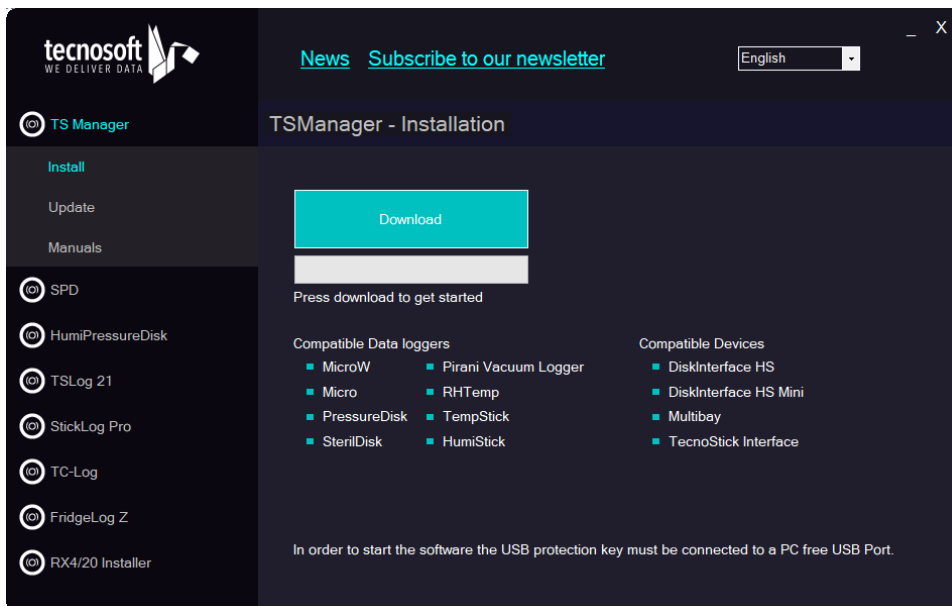 tecnosoft
WE DELIVER DATA
News Subscribe to our newsletter
English
_ X
TS Manager
Install
Update
Manuals
SPD
HumiPressureDisk
TSLog 21
StickLog Pro
TC-Log
FridgeLog Z
RX4/20 Installer
TSManager - Installation
Download
Press download to get started
Compatible Data loggers
MicroW
Micro
PressureDisk
SterilDisk
Pirani Vacuum Logger
RHTemp
TempStick
HumiStick
Compatible Devices
DiskInterface HS
DiskInterface HS Mini
Multibay
TecnoStick Interface
In order to start the software the USB protection key must be connected to a PC free USB Port.